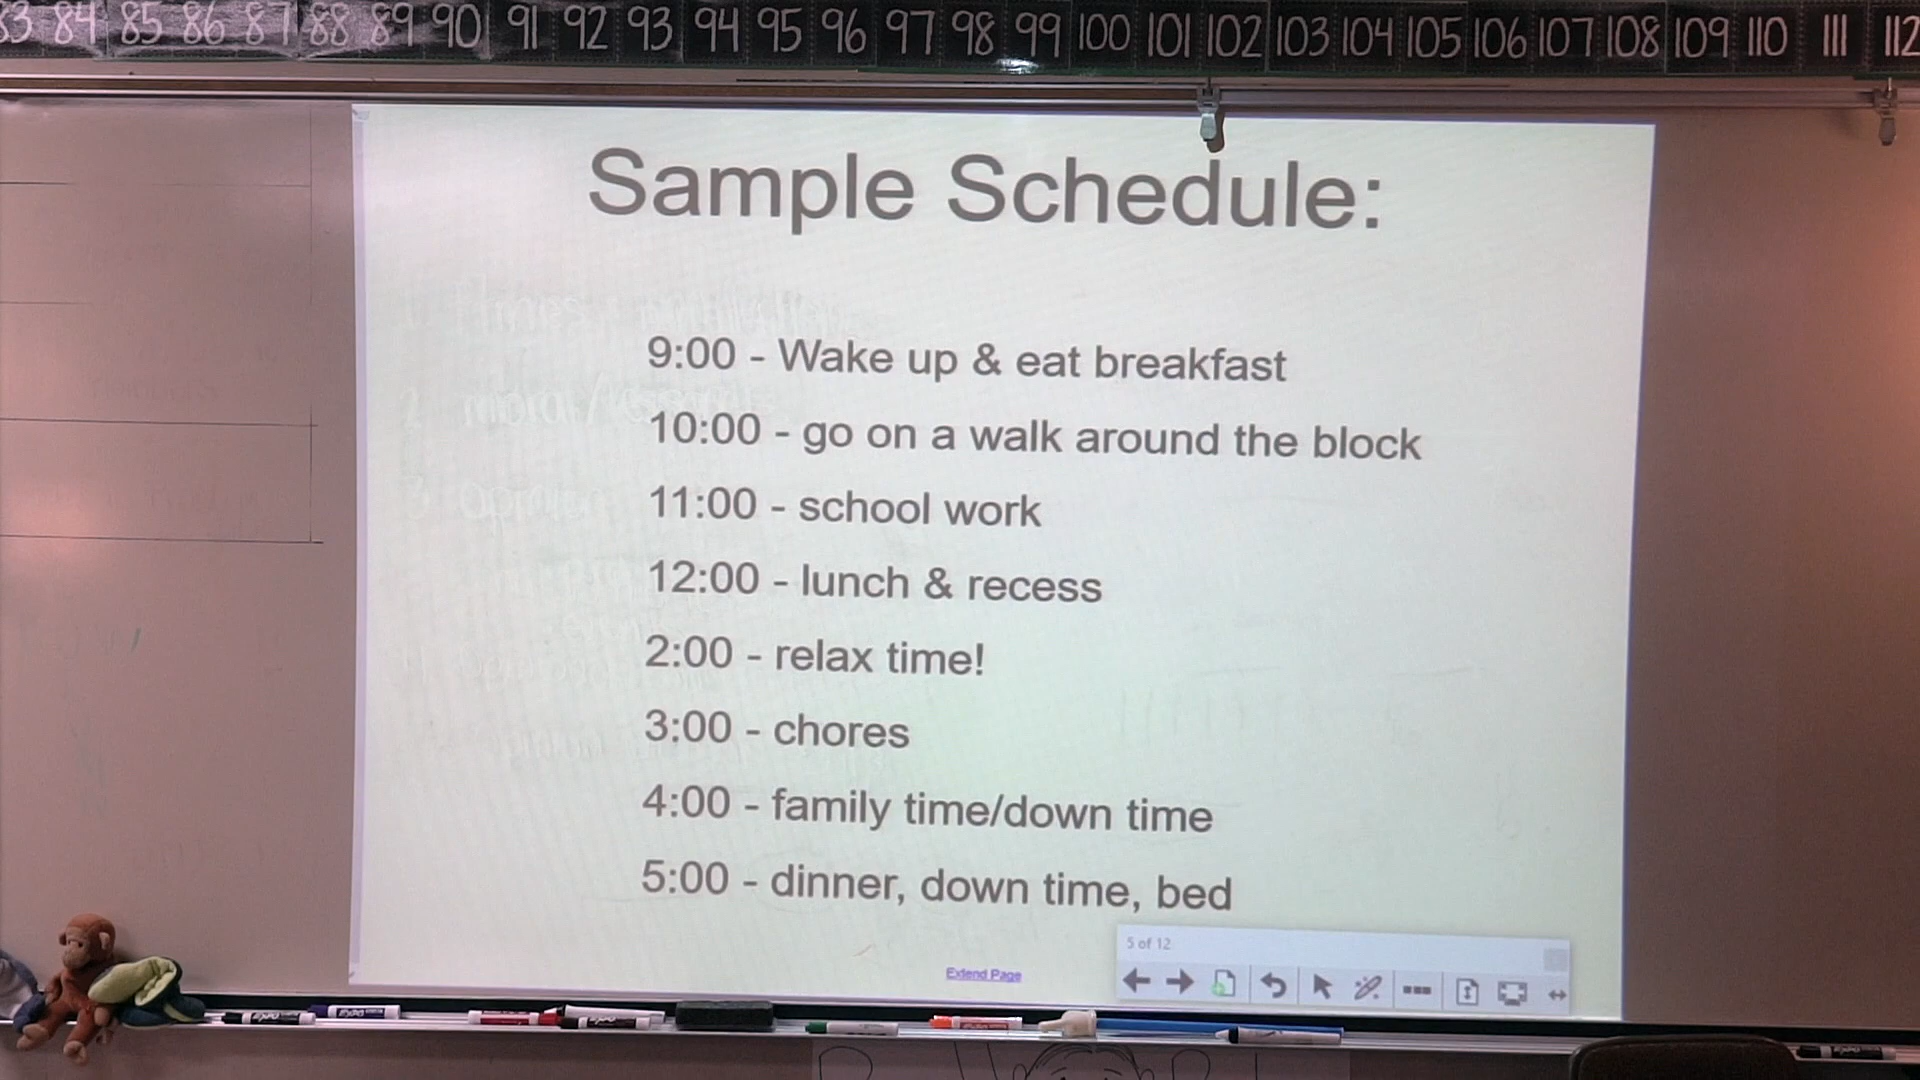 83 84 85 86 87 88 89 90 91 92 93 94 95 96 97 98 99 100 101 102 103 104 105 106 107 108 109 110 111 112
Sample Schedule:
9:00 - Wake up & eat breakfast
10:00 - go on a walk around the block
11:00 - school work
12:00 - lunch & recess
2:00 - relax time!
3:00 - chores
4:00 - family time/down time
5:00 - dinner, down time, bed
5 of 12
Extend Page
EXPO
EXPO